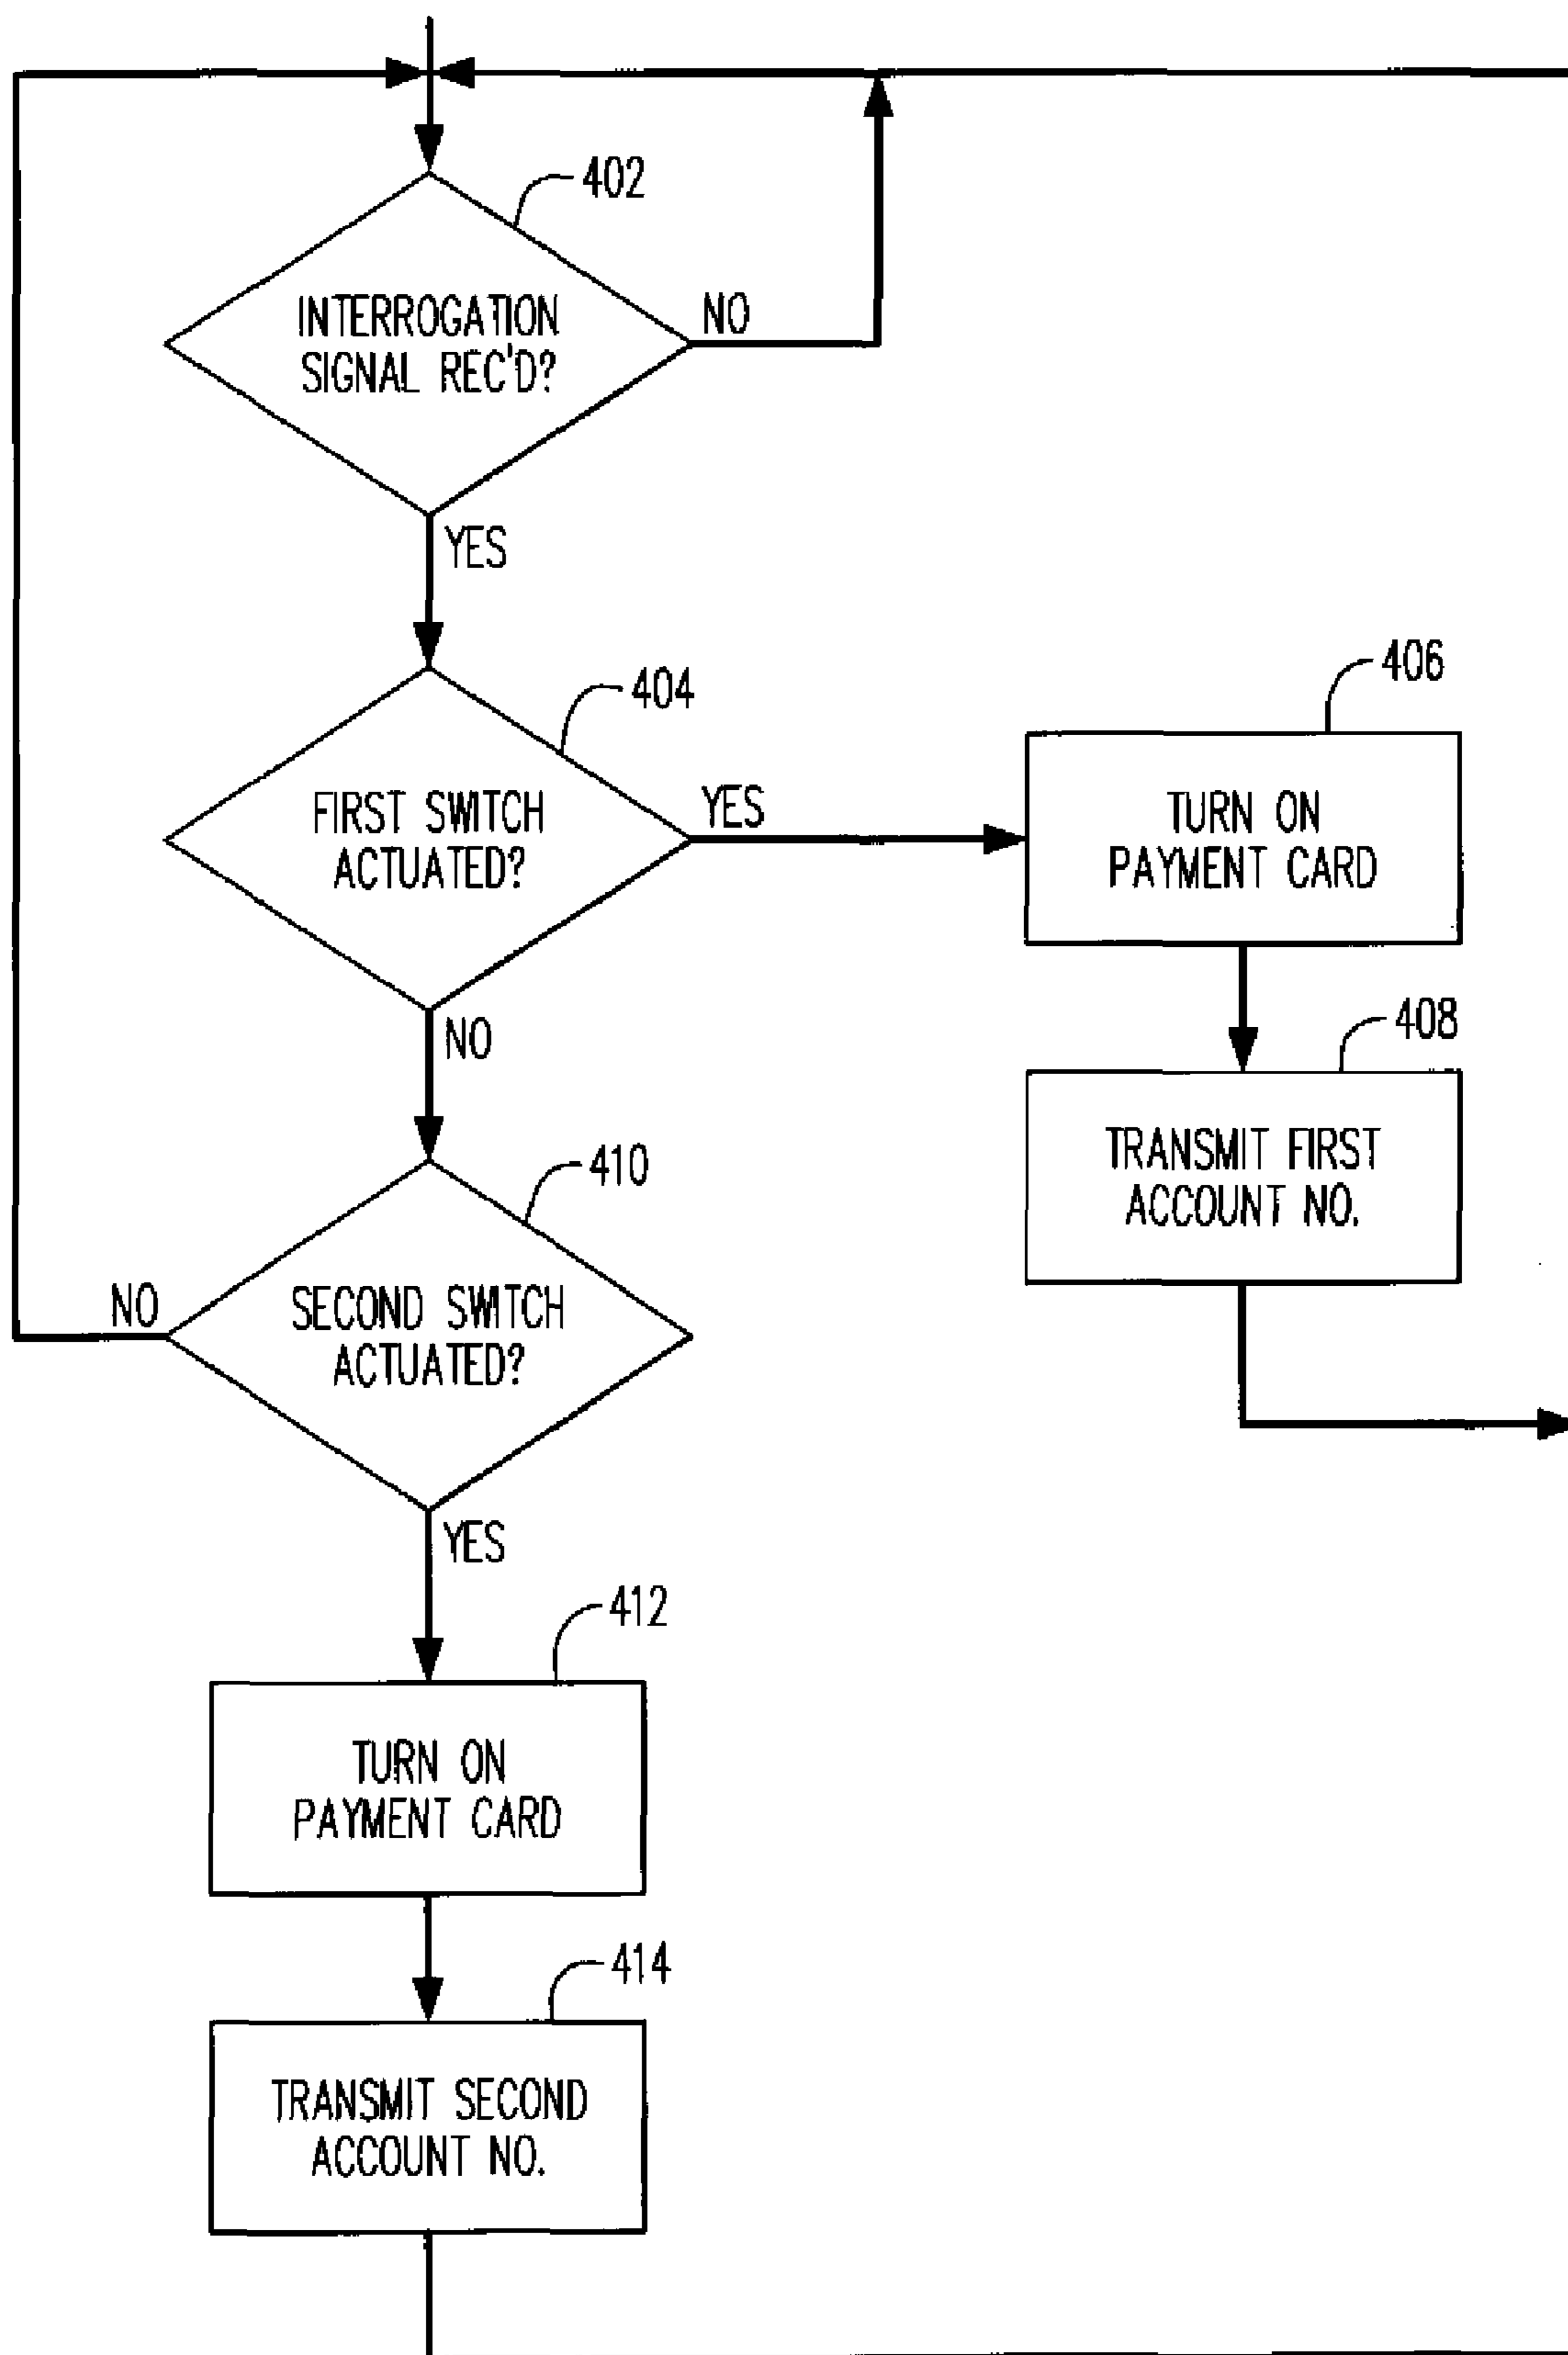 402
INTERROGATION
SIGNAL REC'D?
NO
YES
404
FIRST SWITCH
ACTUATED?
YES
NO
406
TURN ON
PAYMENT CARD
408
TRANSMIT FIRST
ACCOUNT NO.
410
SECOND SWITCH
ACTUATED?
NO
YES
412
TURN ON
PAYMENT CARD
414
TRANSMIT SECOND
ACCOUNT NO.